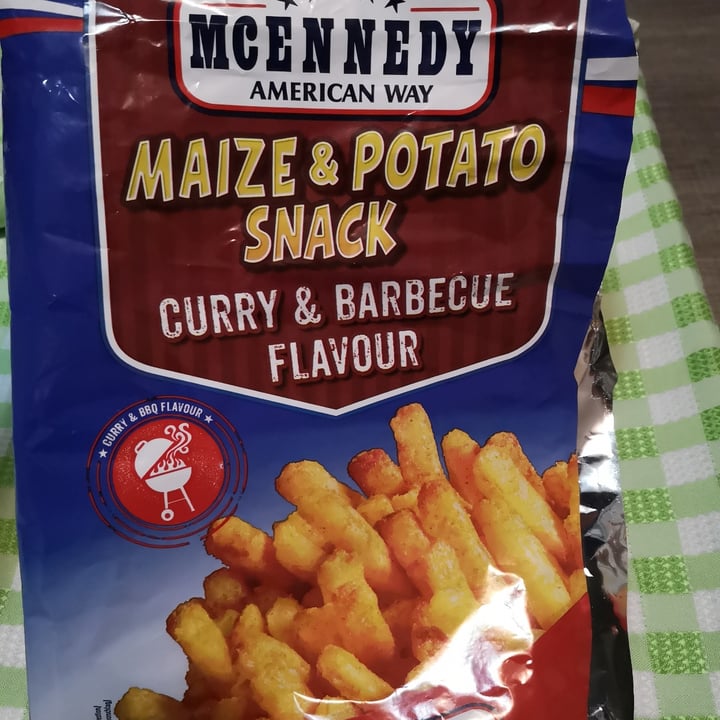 MCENNEDY
AMERICAN WAY
MAIZE & POTATO
SNACK
CURRY & BARBECUE
FLAVOUR
CURRY & BBQ FLAVOUR